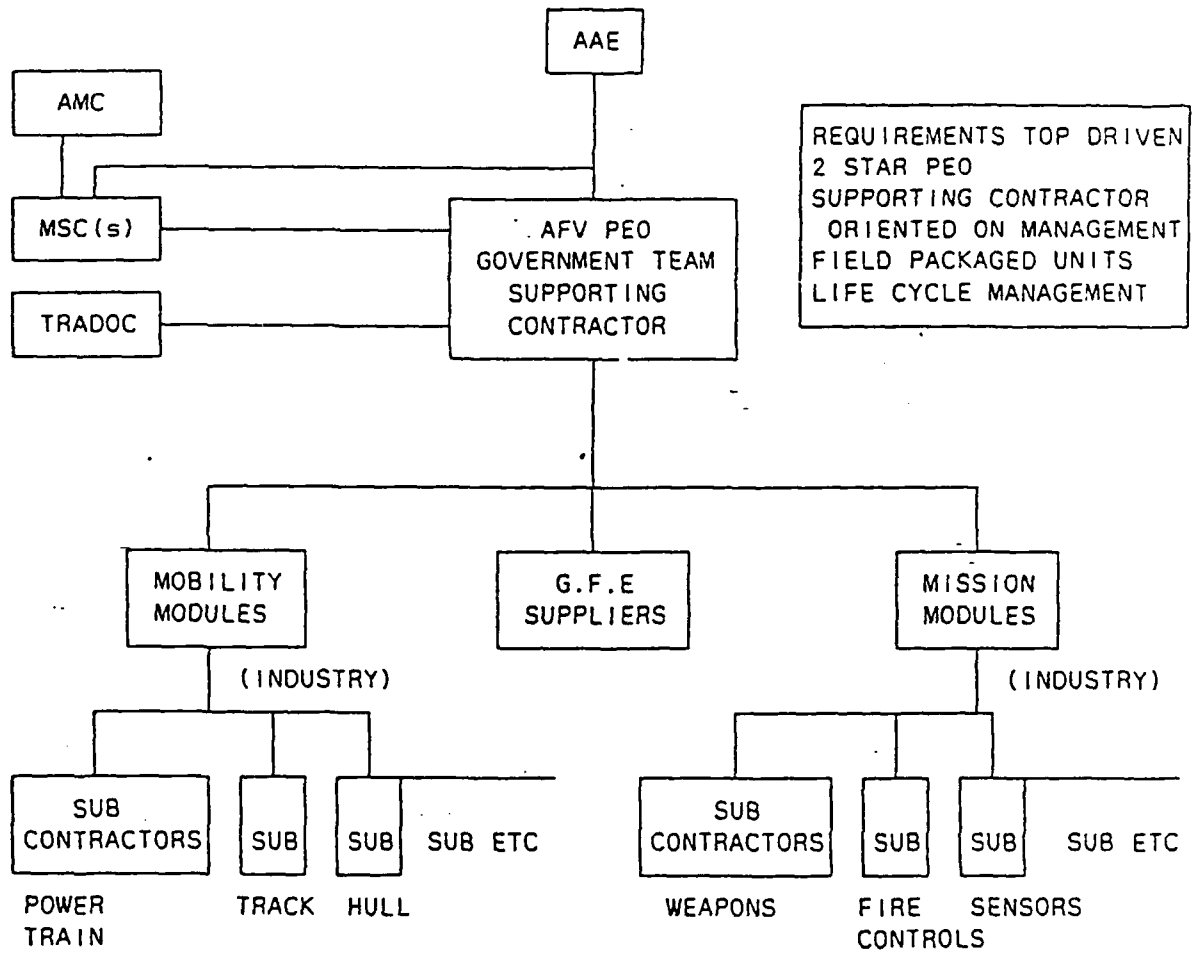 AAE
AMC
REQUIREMENTS TOP DRIVEN
2 STAR PEO
SUPPORTING CONTRACTOR
ORIENTED ON MANAGEMENT
FIELD PACKAGED UNITS
LIFE CYCLE MANAGEMENT
MSC(s)
AFV PEO
GOVERNMENT TEAM
SUPPORTING
CONTRACTOR
TRADOC
MOBILITY
MODULES
G.F.E
SUPPLIERS
MISSION
MODULES
(INDUSTRY)
(INDUSTRY)
SUB
CONTRACTORS
SUB
SUB
SUB ETC
SUB
CONTRACTORS
SUB
SUB
SUB ETC
POWER
TRAIN
TRACK
HULL
WEAPONS
FIRE
CONTROLS
SENSORS